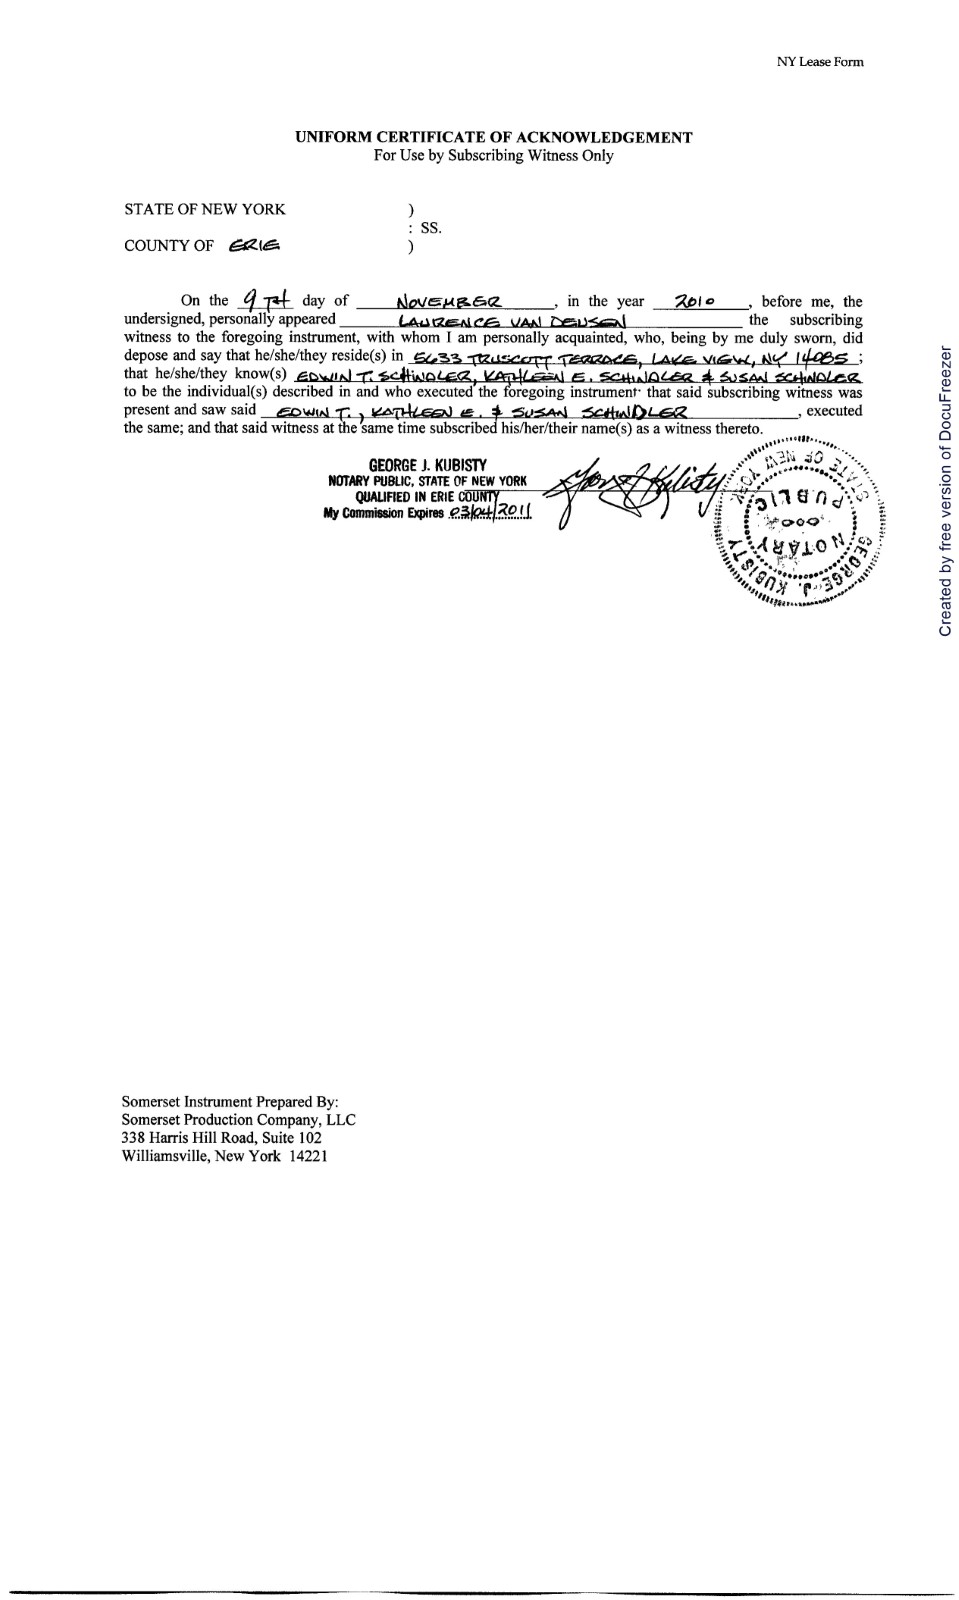 NY Lease Form
UNIFORM CERTIFICATE OF ACKNOWLEDGEMENT
For Use by Subscribing Witness Only
STATE OF NEW YORK )
: SS.
COUNTY OF ERIE )
On the 9TH day of NOVEMBER, in the year 2010, before me, the
undersigned, personally appeared LAURENCE VAN DEUSEN the subscribing
witness to the foregoing instrument, with whom I am personally acquainted, who, being by me duly sworn, did
depose and say that he/she/they reside(s) in 5633 TRUSCOTT TERRACE, LAKE VIEW, NY 14085 ;
that he/she/they know(s) EDWIN T. SCHINDLER, KATHLEEN E. SCHINDLER & SUSAN SCHINDLER
to be the individual(s) described in and who executed the foregoing instrument that said subscribing witness was
present and saw said EDWIN T., KATHLEEN E. & SUSAN SCHINDLER, executed
the same; and that said witness at the same time subscribed his/her/their name(s) as a witness thereto.
GEORGE J. KUBISTY
NOTARY PUBLIC, STATE OF NEW YORK
QUALIFIED IN ERIE COUNTY
My Commission Expires 03/04/2011
George J Kubisty
GEORGE J. KUBISTY
STATE OF NEW YORK
NOTARY
PUBLIC
Somerset Instrument Prepared By:
Somerset Production Company, LLC
338 Harris Hill Road, Suite 102
Williamsville, New York 14221
Created by free version of DocuFreezer